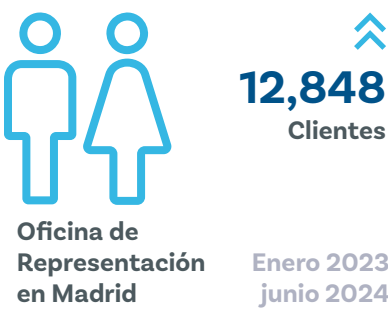 12,848
Clientes
Oficina de
Representación
en Madrid
Enero 2023
junio 2024